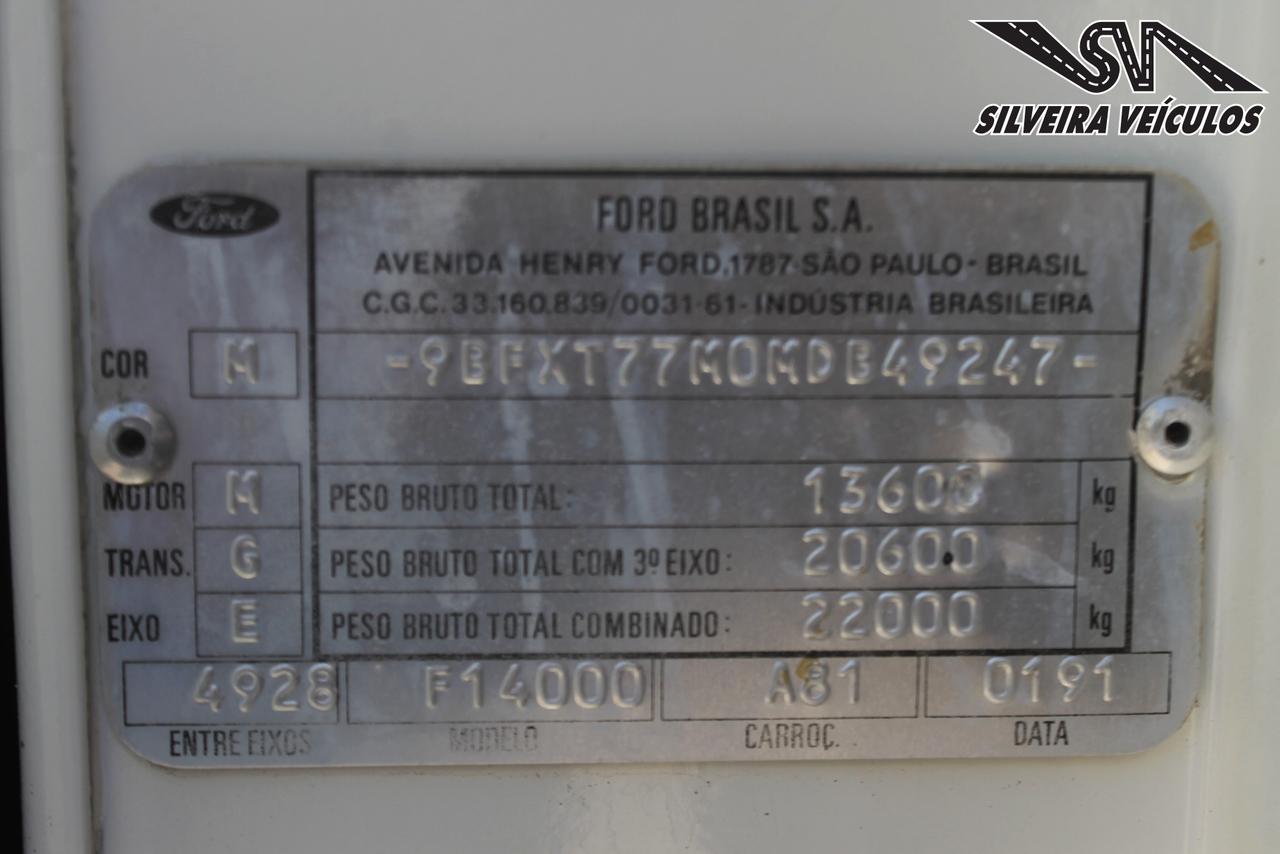 SV
SILVEIRA VEÍCULOS
Ford
FORD BRASIL S.A.
AVENIDA HENRY FORD,1787-SÃO PAULO - BRASIL
C.G.C. 33.160.839/0031-61 - INDÚSTRIA BRASILEIRA
COR M -9BFXT77M0MDB49247-
MOTOR M PESO BRUTO TOTAL: 13600 kg
TRANS. G PESO BRUTO TOTAL COM 3º EIXO: 20600 kg
EIXO E PESO BRUTO TOTAL COMBINADO: 22000 kg
4928 F14000 A81 0191
ENTRE EIXOS MODELO CARROÇ. DATA